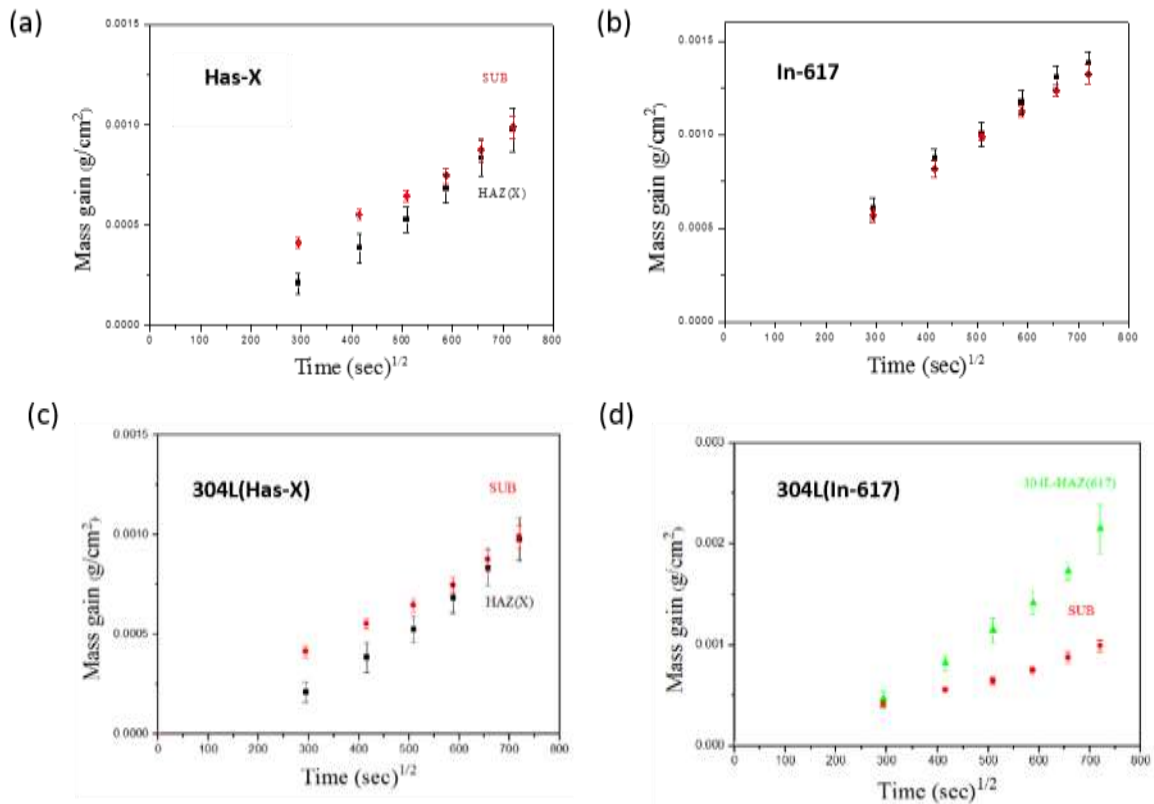 (a)
0.0015
0.0010
0.0005
0.0000
Mass gain (g/cm²)
Has-X
SUB
HAZ(X)
0 100 200 300 400 500 600 700 800
Time (sec)^1/2
(b)
0.0015
0.0010
0.0005
0.0000
Mass gain (g/cm²)
In-617
0 100 200 300 400 500 600 700 800
Time (sec)^1/2
(c)
0.0015
0.0010
0.0005
0.0000
Mass gain (g/cm²)
304L(Has-X)
SUB
HAZ(X)
0 100 200 300 400 500 600 700 800
Time (sec)^1/2
(d)
0.003
0.002
0.001
0.000
Mass gain (g/cm²)
304L(In-617)
304L-HAZ(617)
SUB
0 100 200 300 400 500 600 700 800
Time (sec)^1/2